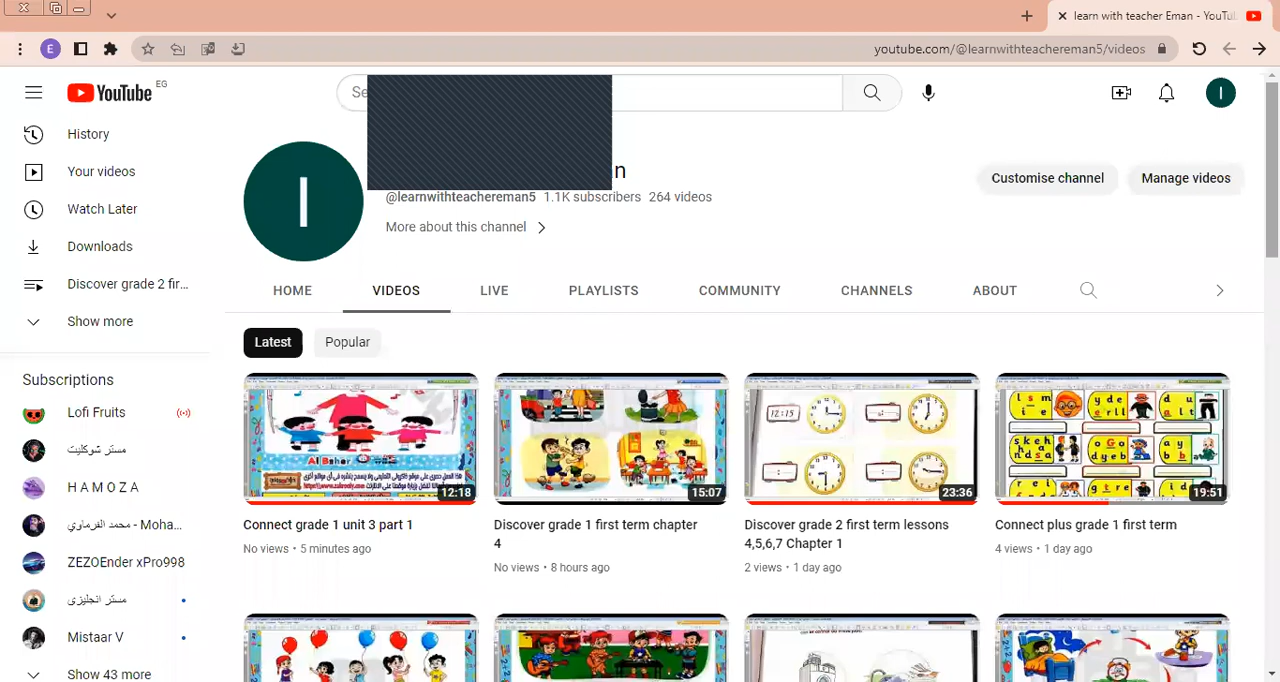 learn with teacher Eman - YouTu
youtube.com/@learnwithteachereman5/videos
E
YouTube EG
Se
I
History
Your videos
Watch Later
Downloads
Discover grade 2 fir...
Show more
Subscriptions
Lofi Fruits
مستر شوكليت
H A M O Z A
محمد الفرماوي - Moha...
ZEZOEnder xPro998
مستر انجليزى
Mistaar V
Show 43 more
I
n
@learnwithteachereman5 1.1K subscribers 264 videos
More about this channel
Customise channel
Manage videos
HOME VIDEOS LIVE PLAYLISTS COMMUNITY CHANNELS ABOUT
Latest Popular
Al Baher
12:18
Connect grade 1 unit 3 part 1
No views • 5 minutes ago
15:07
Discover grade 1 first term chapter
4
No views • 8 hours ago
12:15
23:36
Discover grade 2 first term lessons
4,5,6,7 Chapter 1
2 views • 1 day ago
19:51
Connect plus grade 1 first term
4 views • 1 day ago